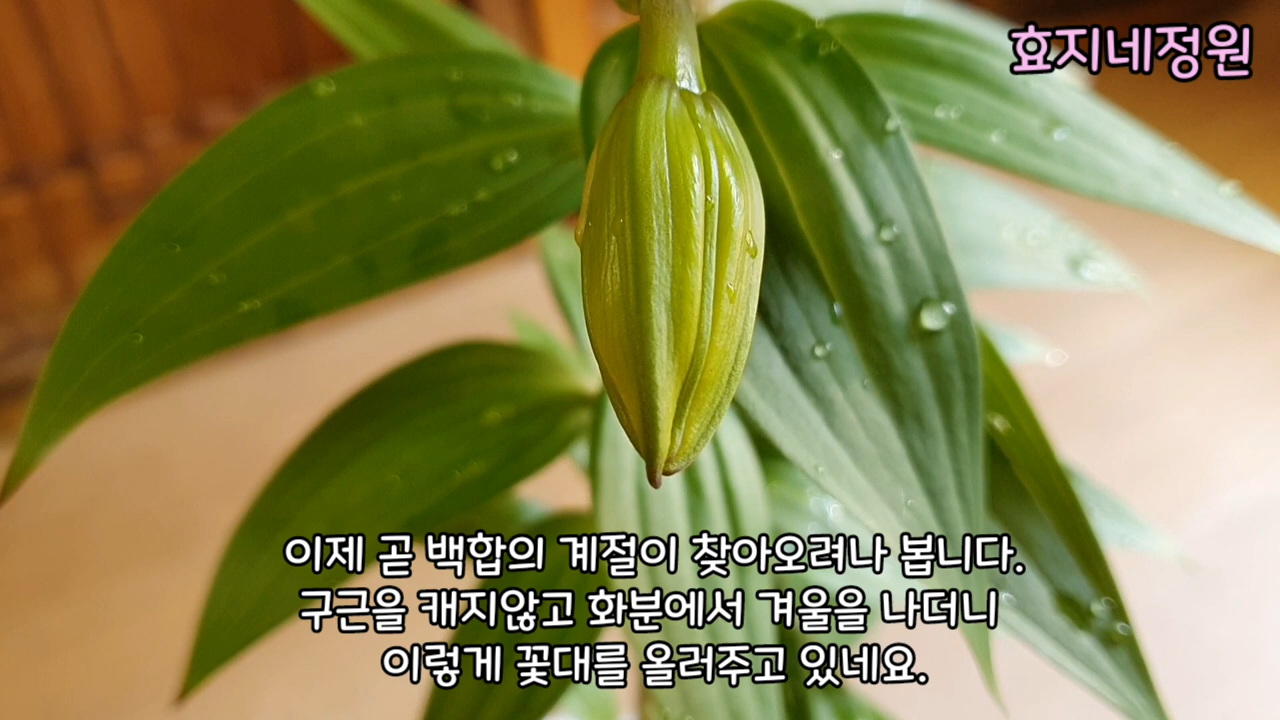 효지네정원
이제 곧 백합의 계절이 찾아오려나 봅니다.
구근을 캐지않고 화분에서 겨울을 나더니
이렇게 꽃대를 올려주고 있네요.